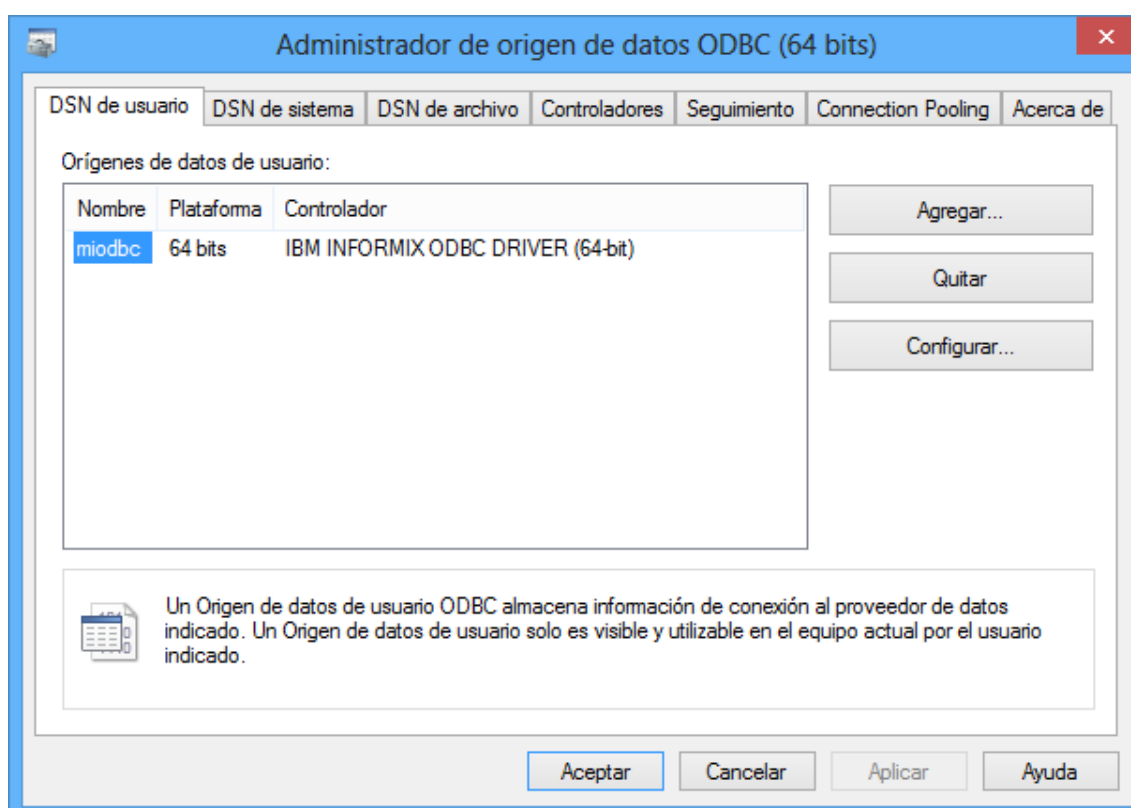 Administrador de origen de datos ODBC (64 bits)
DSN de usuario DSN de sistema DSN de archivo Controladores Seguimiento Connection Pooling Acerca de
Orígenes de datos de usuario:
Nombre Plataforma Controlador
miodbc 64 bits IBM INFORMIX ODBC DRIVER (64-bit)
Agregar...
Quitar
Configurar...
Un Origen de datos de usuario ODBC almacena información de conexión al proveedor de datos
indicado. Un Origen de datos de usuario solo es visible y utilizable en el equipo actual por el usuario
indicado.
Aceptar Cancelar Aplicar Ayuda